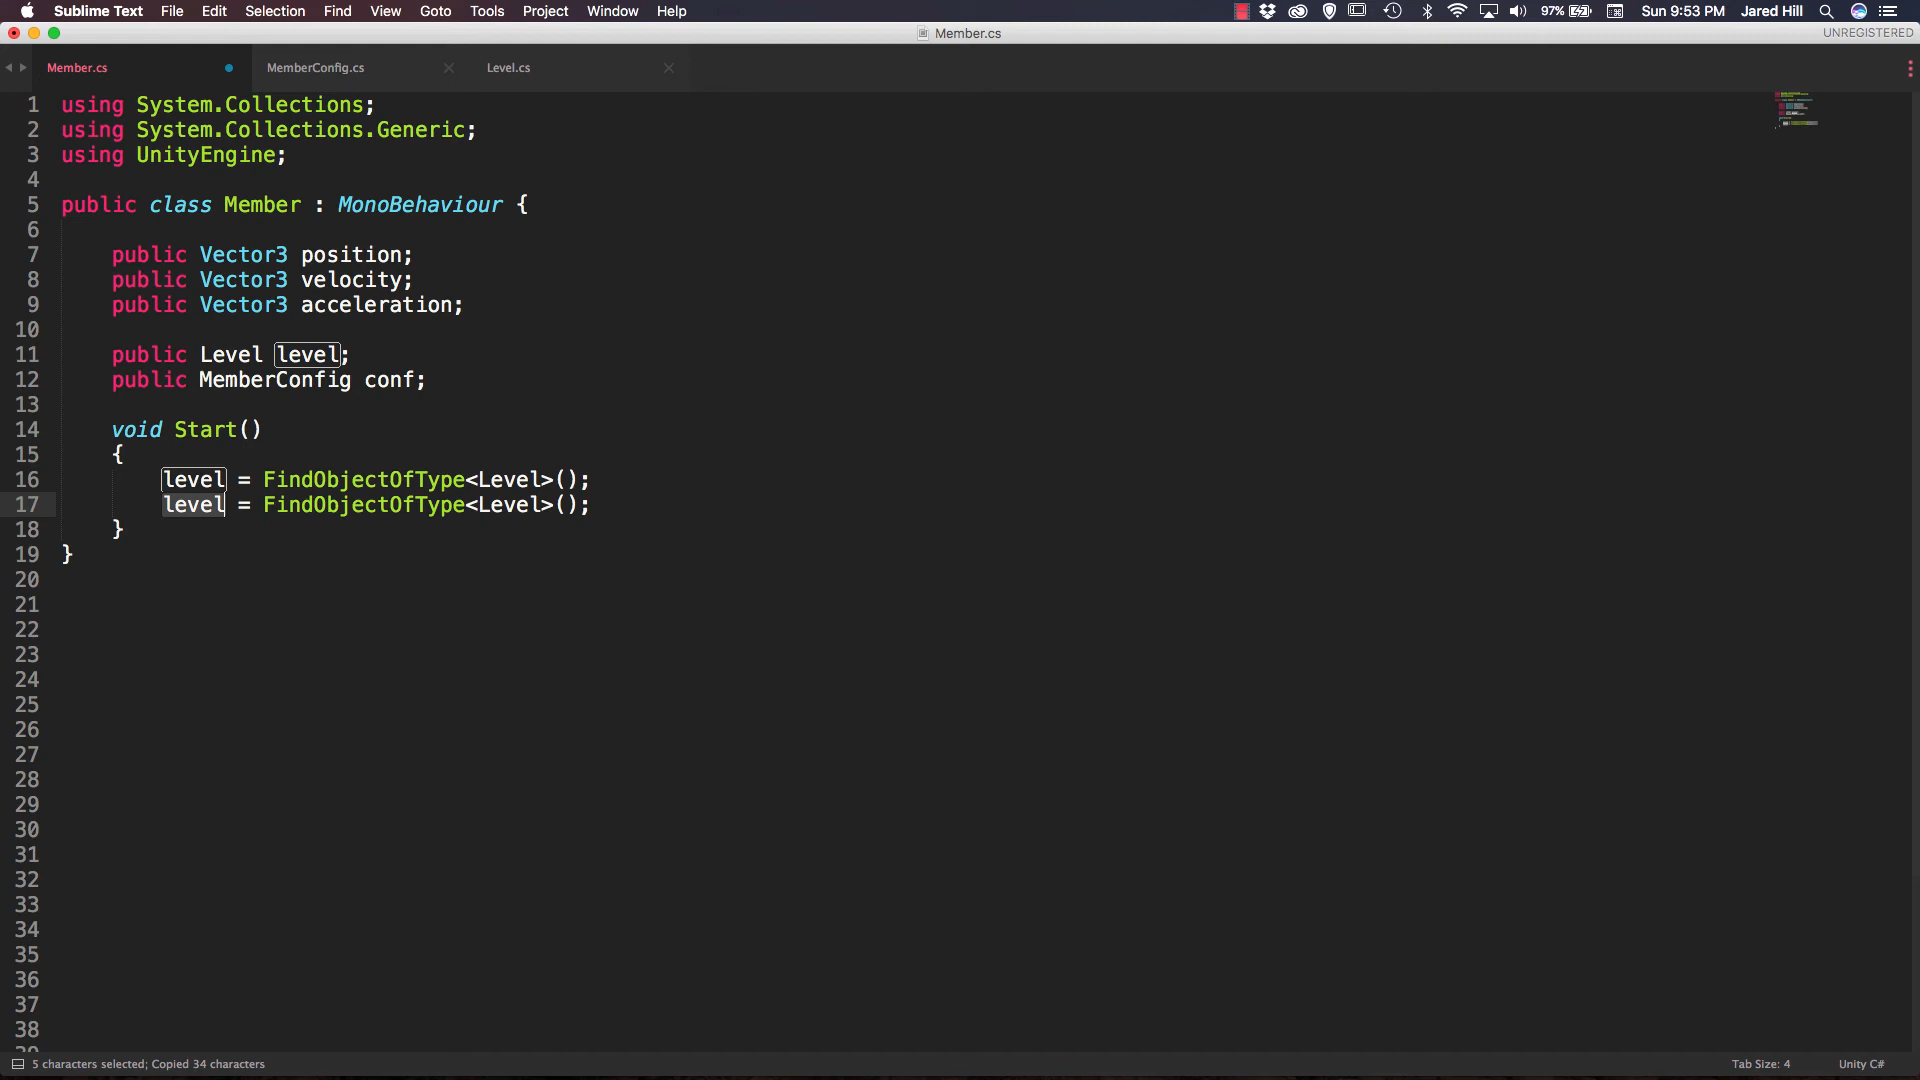 Sublime Text File Edit Selection Find View Goto Tools Project Window Help 97% Sun 9:53 PM Jared Hill
Member.cs UNREGISTERED
Member.cs MemberConfig.cs Level.cs
1 using System.Collections;
2 using System.Collections.Generic;
3 using UnityEngine;
4
5 public class Member : MonoBehaviour {
6
7 public Vector3 position;
8 public Vector3 velocity;
9 public Vector3 acceleration;
10
11 public Level level;
12 public MemberConfig conf;
13
14 void Start()
15 {
16 level = FindObjectOfType<Level>();
17 level = FindObjectOfType<Level>();
18 }
19 }
20
21
22
23
24
25
26
27
28
29
30
31
32
33
34
35
36
37
38
5 characters selected; Copied 34 characters Tab Size: 4 Unity C#